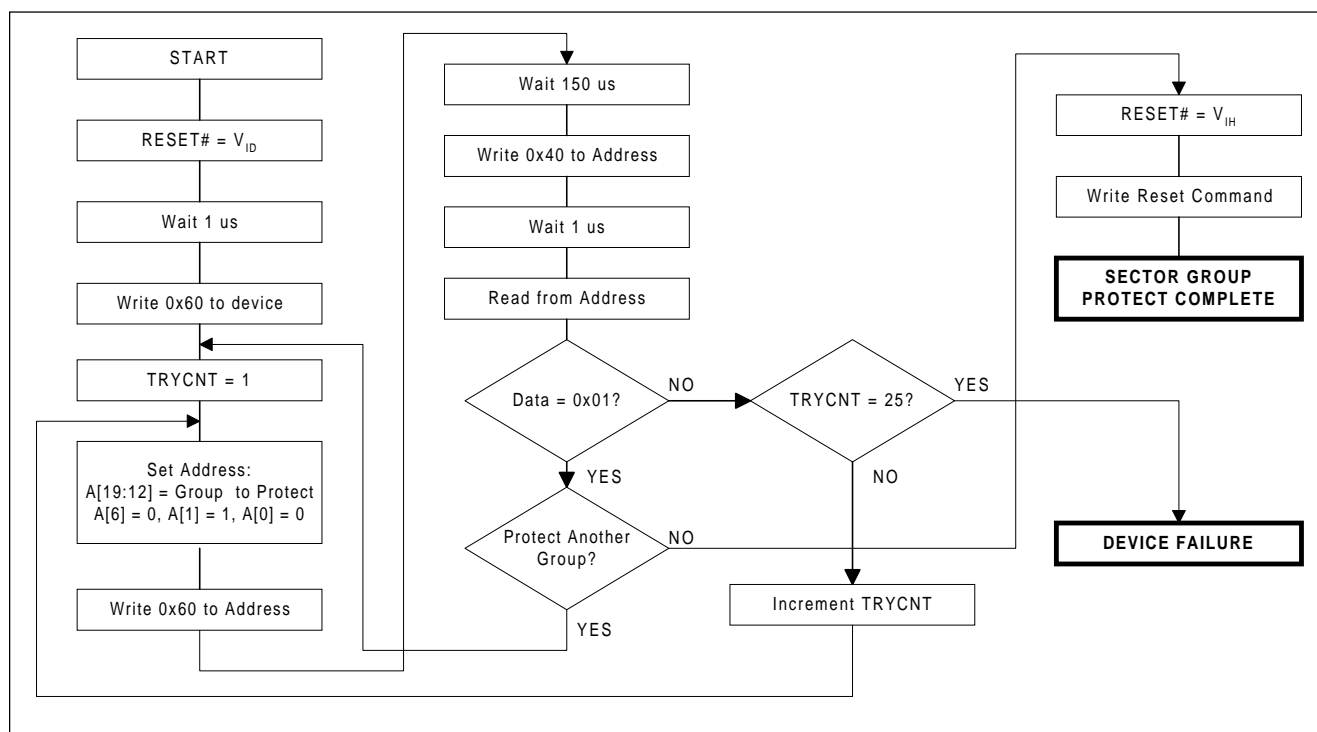 START
RESET# = VID
Wait 1 us
Write 0x60 to device
TRYCNT = 1
Set Address:
A[19:12] = Group to Protect
A[6] = 0, A[1] = 1, A[0] = 0
Write 0x60 to Address
Wait 150 us
Write 0x40 to Address
Wait 1 us
Read from Address
Data = 0x01?
NO
YES
Protect Another
Group?
NO
YES
TRYCNT = 25?
YES
NO
Increment TRYCNT
RESET# = VIH
Write Reset Command
SECTOR GROUP
PROTECT COMPLETE
DEVICE FAILURE